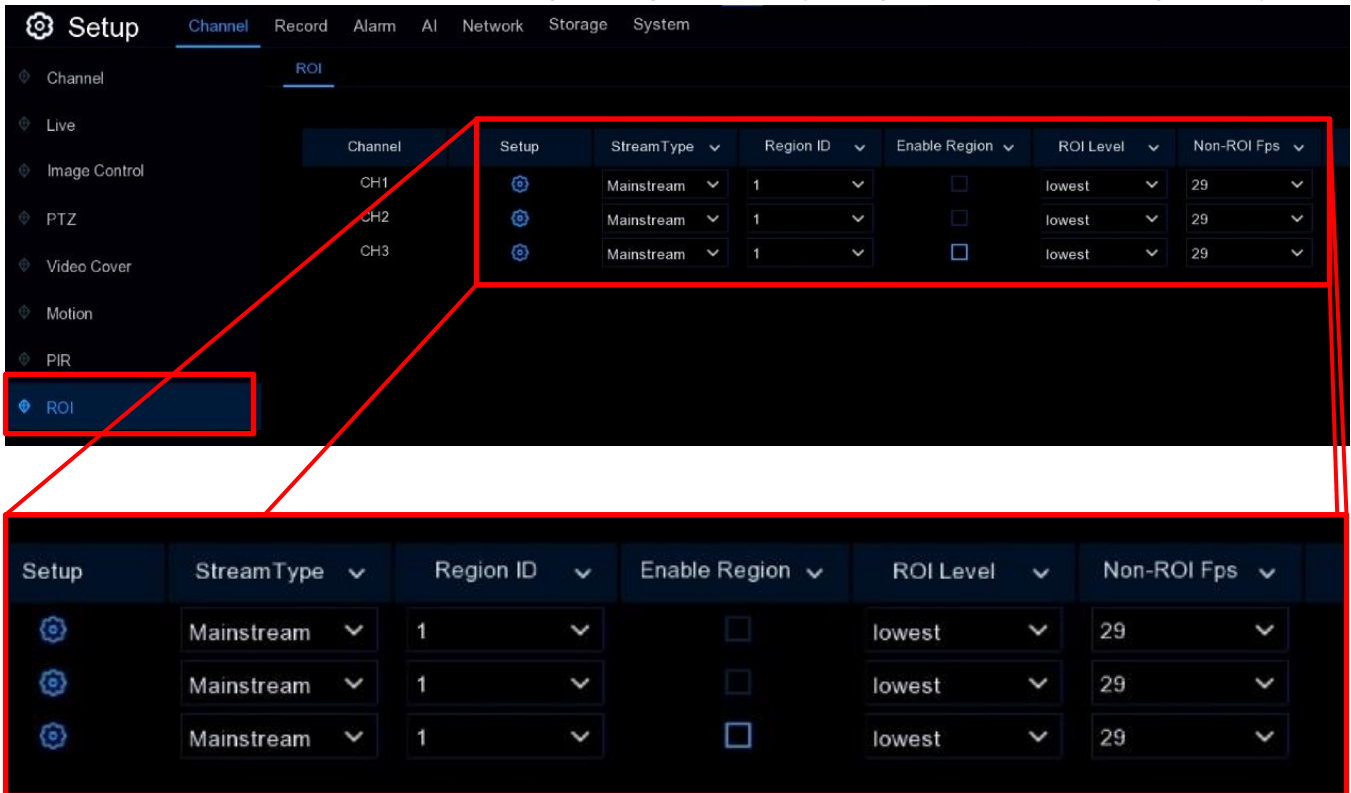 Setup Channel Record Alarm AI Network Storage System
Channel
Live
Image Control
PTZ
Video Cover
Motion
PIR
ROI
ROI
Channel Setup StreamType Region ID Enable Region ROI Level Non-ROI Fps
CH1 Mainstream 1 lowest 29
CH2 Mainstream 1 lowest 29
CH3 Mainstream 1 lowest 29
Setup StreamType Region ID Enable Region ROI Level Non-ROI Fps
Mainstream 1 lowest 29
Mainstream 1 lowest 29
Mainstream 1 lowest 29